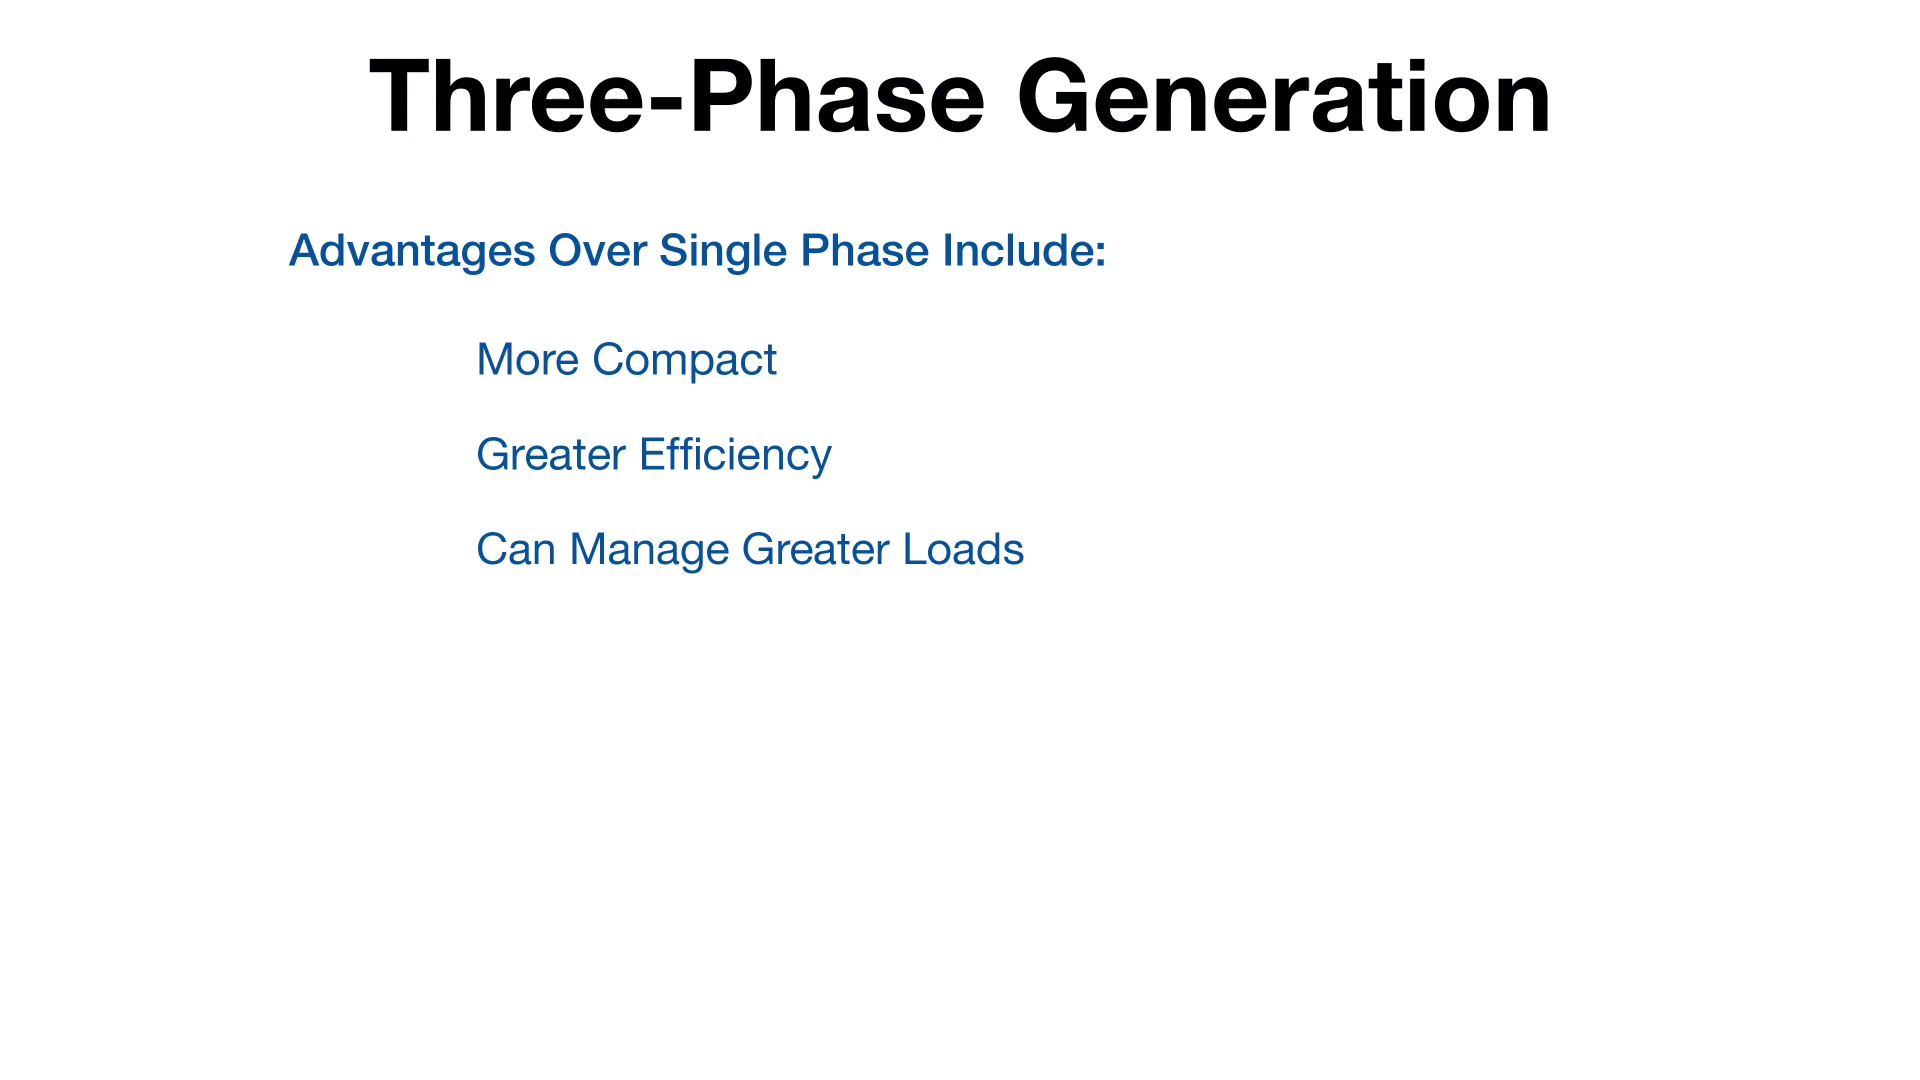 Three-Phase Generation
Advantages Over Single Phase Include:
More Compact
Greater Efficiency
Can Manage Greater Loads